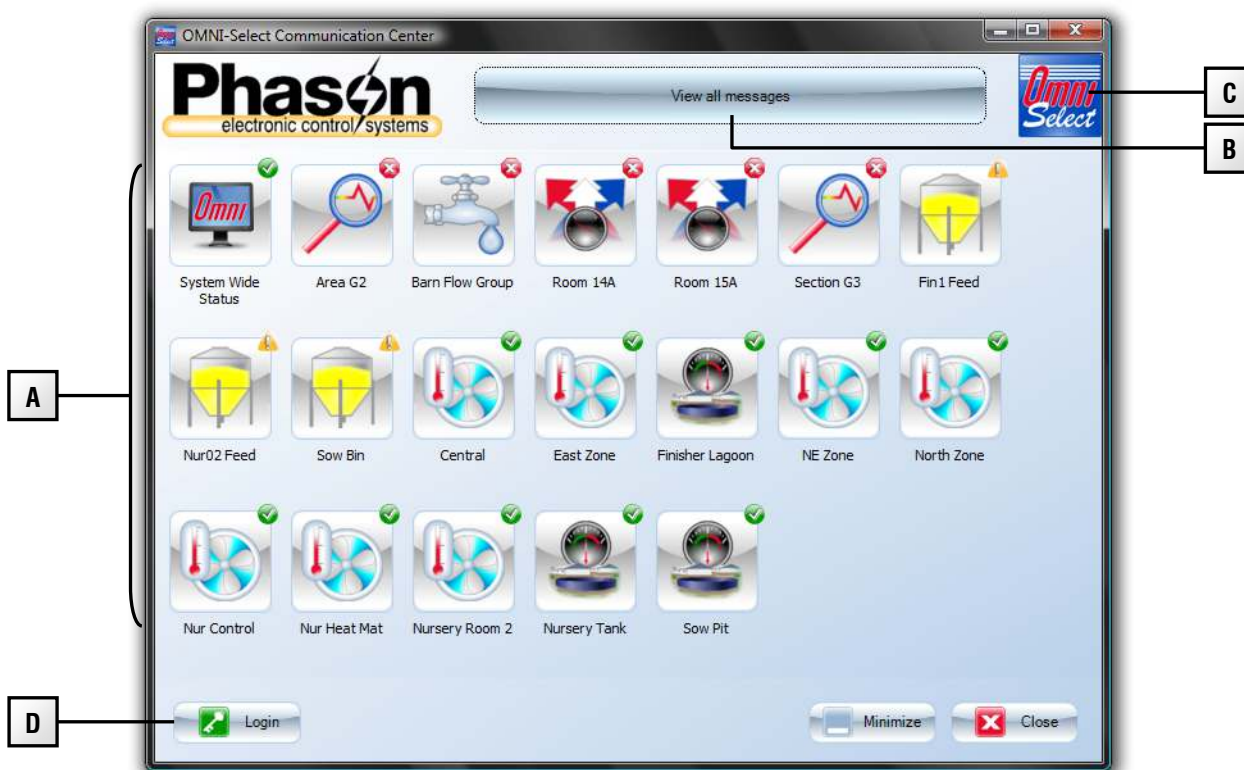 OMNI-Select Communication Center
Phason
electronic control systems
View all messages
Omni
Select
C
B
Omni
System Wide
Status
Area G2
Barn Flow Group
Room 14A
Room 15A
Section G3
Fin1 Feed
A
Nur02 Feed
Sow Bin
Central
East Zone
Finisher Lagoon
NE Zone
North Zone
Nur Control
Nur Heat Mat
Nursery Room 2
Nursery Tank
Sow Pit
D
Login
Minimize
Close